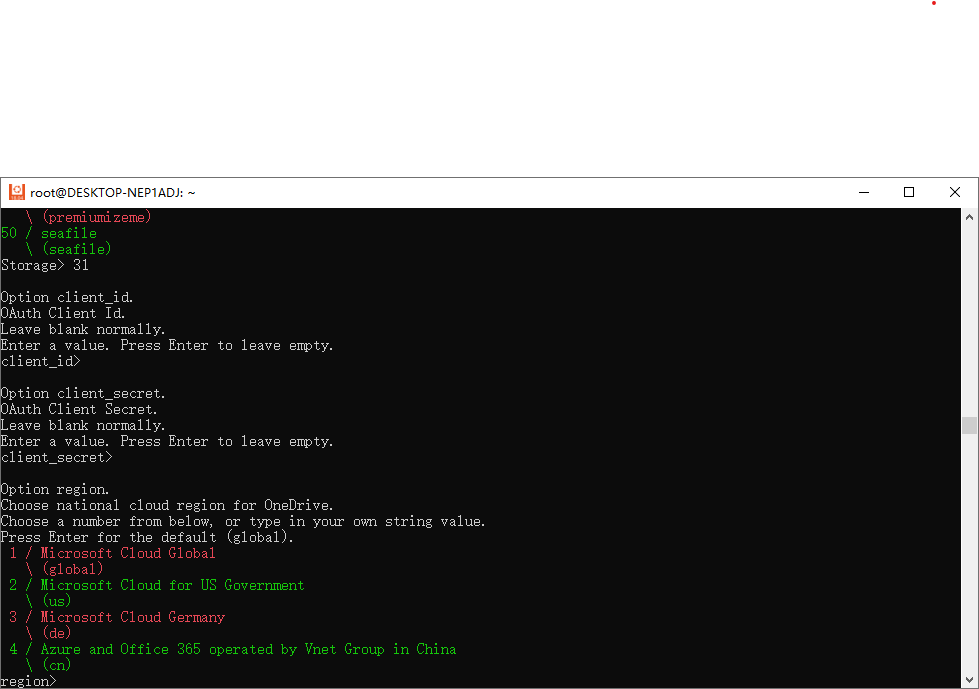 root@DESKTOP-NEP1ADJ: ~
\ (premiumizeme)
50 / seafile
\ (seafile)
Storage> 31
Option client_id.
OAuth Client Id.
Leave blank normally.
Enter a value. Press Enter to leave empty.
client_id>
Option client_secret.
OAuth Client Secret.
Leave blank normally.
Enter a value. Press Enter to leave empty.
client_secret>
Option region.
Choose national cloud region for OneDrive.
Choose a number from below, or type in your own string value.
Press Enter for the default (global).
1 / Microsoft Cloud Global
\ (global)
2 / Microsoft Cloud for US Government
\ (us)
3 / Microsoft Cloud Germany
\ (de)
4 / Azure and Office 365 operated by Vnet Group in China
\ (cn)
region>